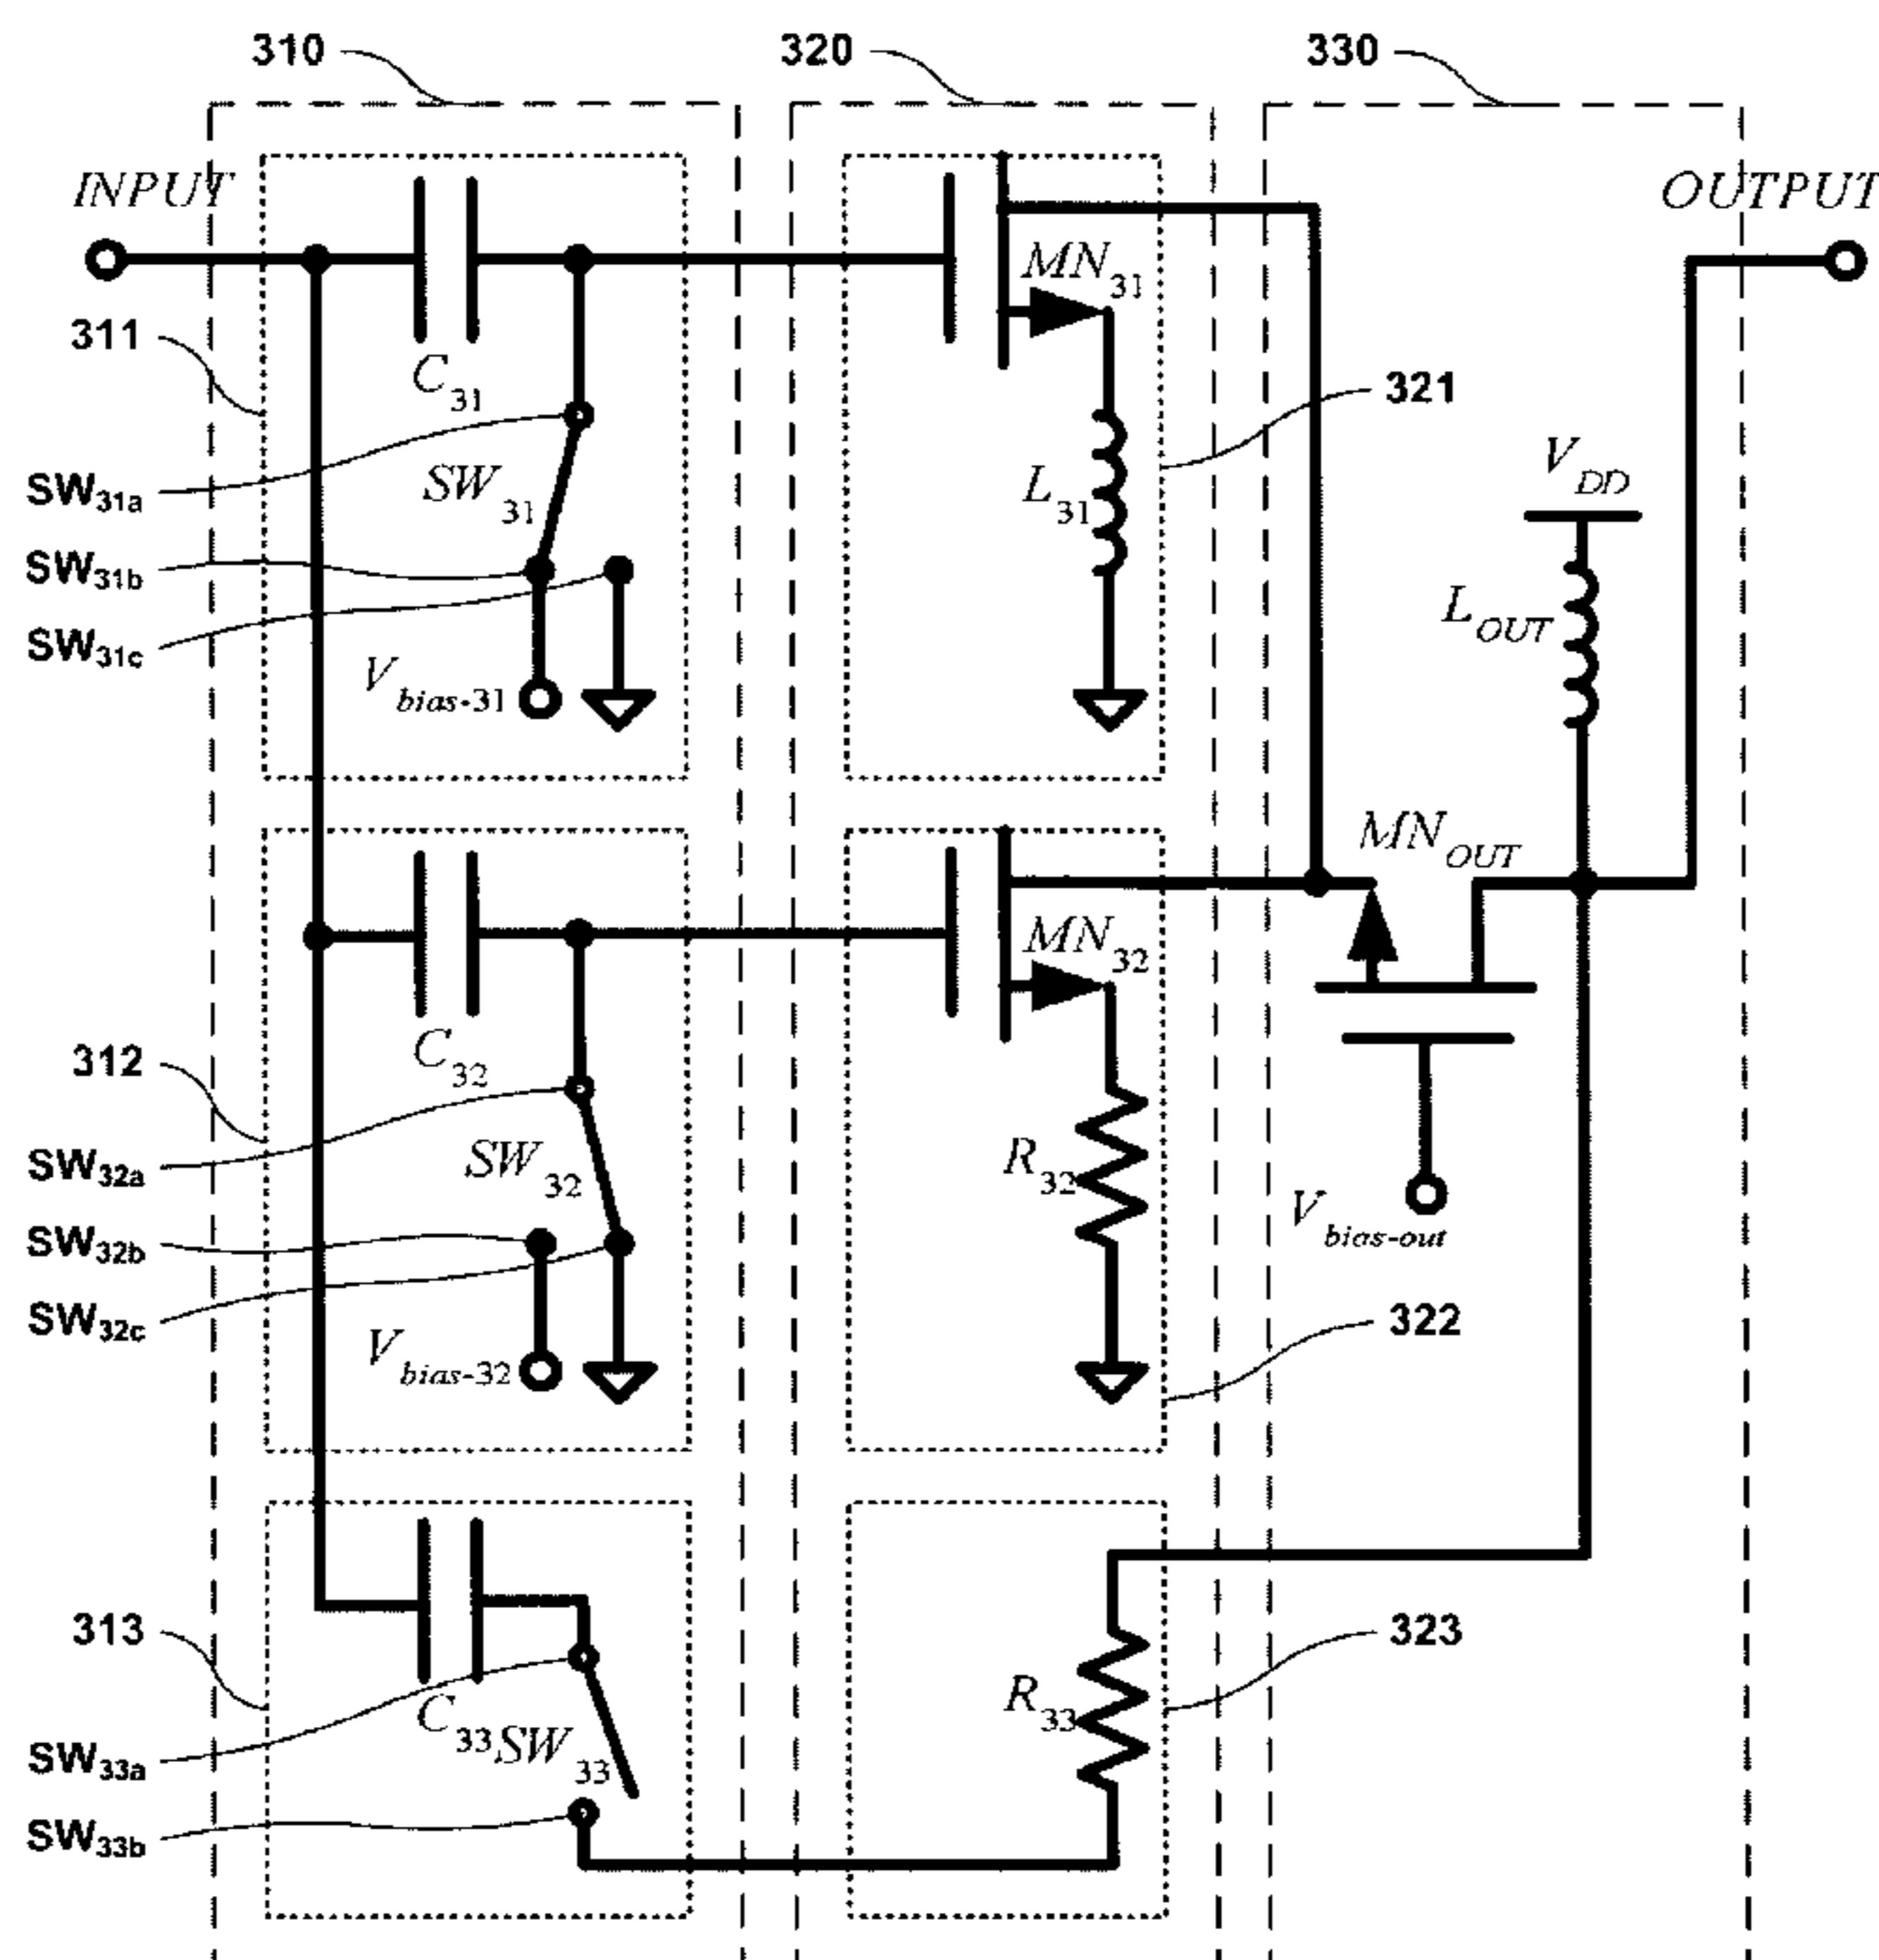 310
320
330
INPUT
OUTPUT
MN31
311
C31
321
SW31a
SW31
L31
VDD
SW31b
LOUT
SW31c
Vbias-31
MNOUT
MN32
C32
312
SW32a
SW32
R32
Vbias-out
SW32b
SW32c
322
Vbias-32
313
323
R33
C33
SW33
SW33a
SW33b